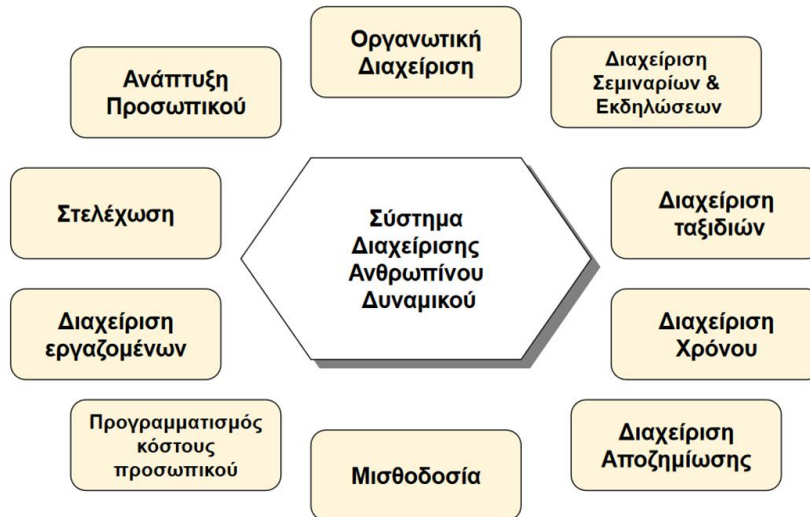 Οργανωτική
Διαχείριση
Ανάπτυξη
Προσωπικού
Διαχείριση
Σεμιναρίων &
Εκδηλώσεων
Στελέχωση
Σύστημα
Διαχείρισης
Ανθρωπίνου
Δυναμικού
Διαχείριση
ταξιδιών
Διαχείριση
εργαζομένων
Διαχείριση
Χρόνου
Προγραμματισμός
κόστους
προσωπικού
Μισθοδοσία
Διαχείριση
Αποζημίωσης